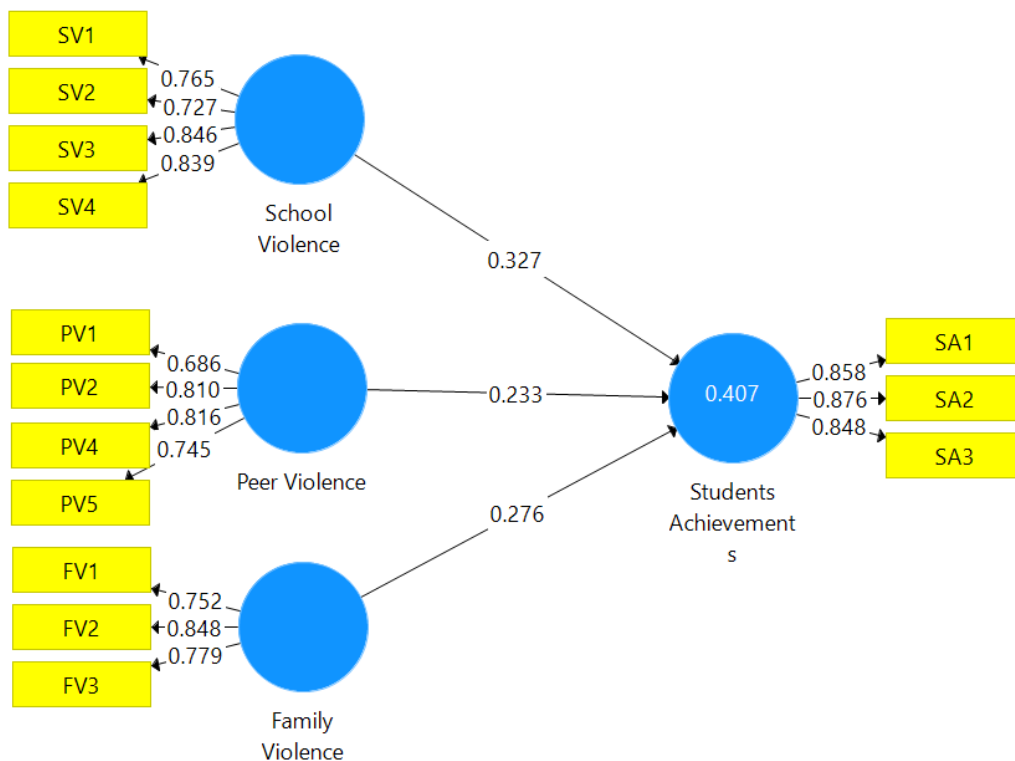 SV1
0.765
SV2
0.727
SV3
0.846
0.839
SV4
School
Violence
0.327
PV1
0.686
PV2
0.810
PV4
0.816
0.745
PV5
Peer Violence
0.233
0.407
SA1
0.858
SA2
0.876
SA3
0.848
Students
Achievement
s
0.276
FV1
0.752
FV2
0.848
FV3
0.779
Family
Violence